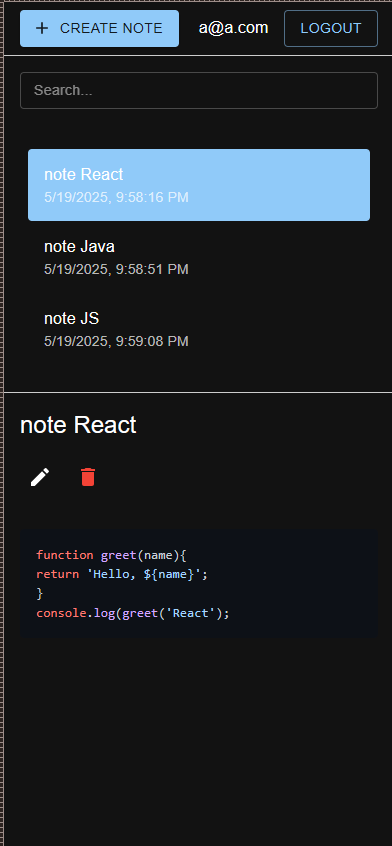 CREATE NOTE a@a.com LOGOUT
Search...
note React
5/19/2025, 9:58:16 PM
note Java
5/19/2025, 9:58:51 PM
note JS
5/19/2025, 9:59:08 PM
note React
function greet(name){
return 'Hello, ${name}';
}
console.log(greet('React');